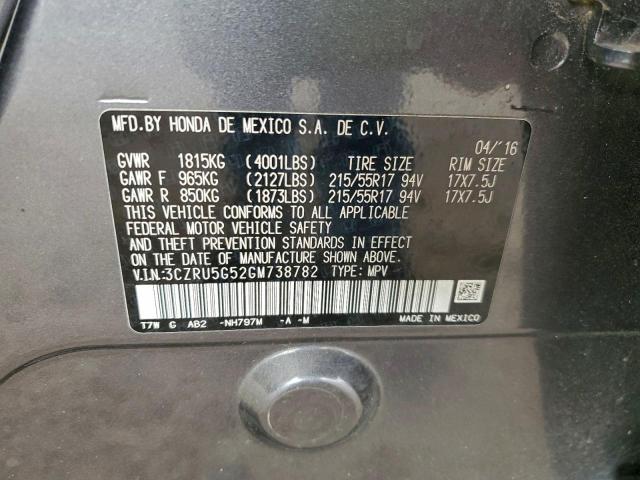 MFD.BY HONDA DE MEXICO S.A. DE C.V.
04/'16
GVWR 1815KG (4001LBS) TIRE SIZE RIM SIZE
GAWR F 965KG (2127LBS) 215/55R17 94V 17X7.5J
GAWR R 850KG (1873LBS) 215/55R17 94V 17X7.5J
THIS VEHICLE CONFORMS TO ALL APPLICABLE
FEDERAL MOTOR VEHICLE SAFETY
AND THEFT PREVENTION STANDARDS IN EFFECT
ON THE DATE OF MANUFACTURE SHOWN ABOVE.
V.I.N.:3CZRU5G52GM738782 TYPE: MPV
T7W G AB2 -NH797M -A -M MADE IN MEXICO